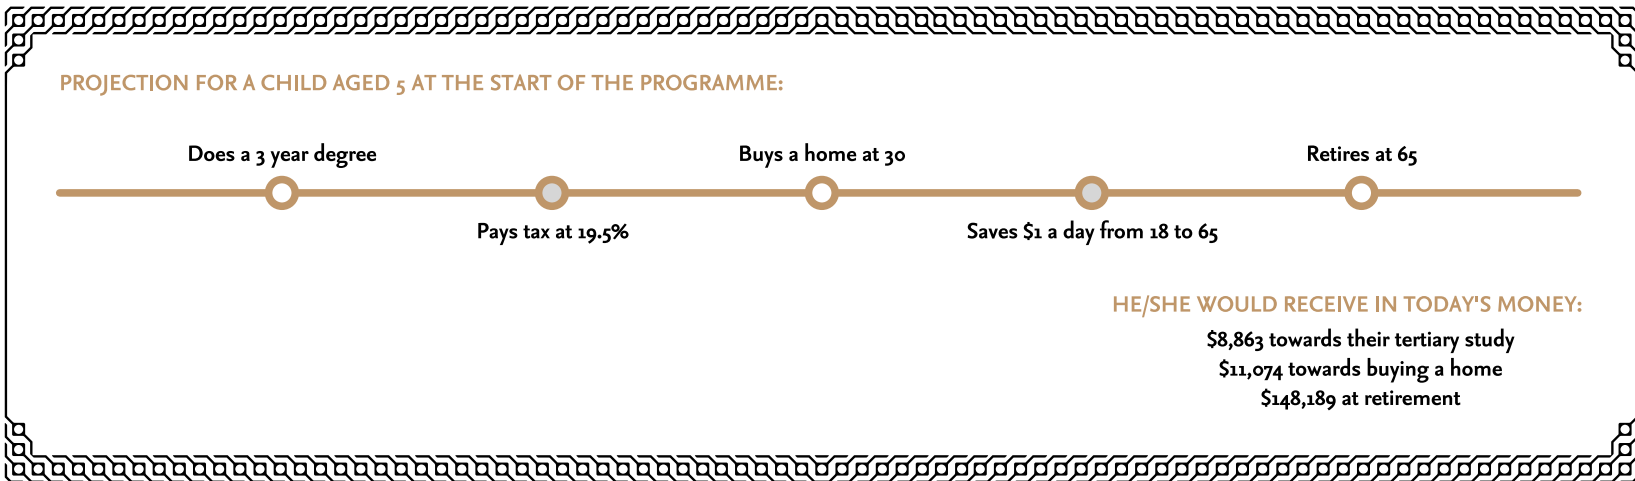 PROJECTION FOR A CHILD AGED 5 AT THE START OF THE PROGRAMME:
Does a 3 year degree
Buys a home at 30
Retires at 65
Pays tax at 19.5%
Saves $1 a day from 18 to 65
HE/SHE WOULD RECEIVE IN TODAY'S MONEY:
$8,863 towards their tertiary study
$11,074 towards buying a home
$148,189 at retirement